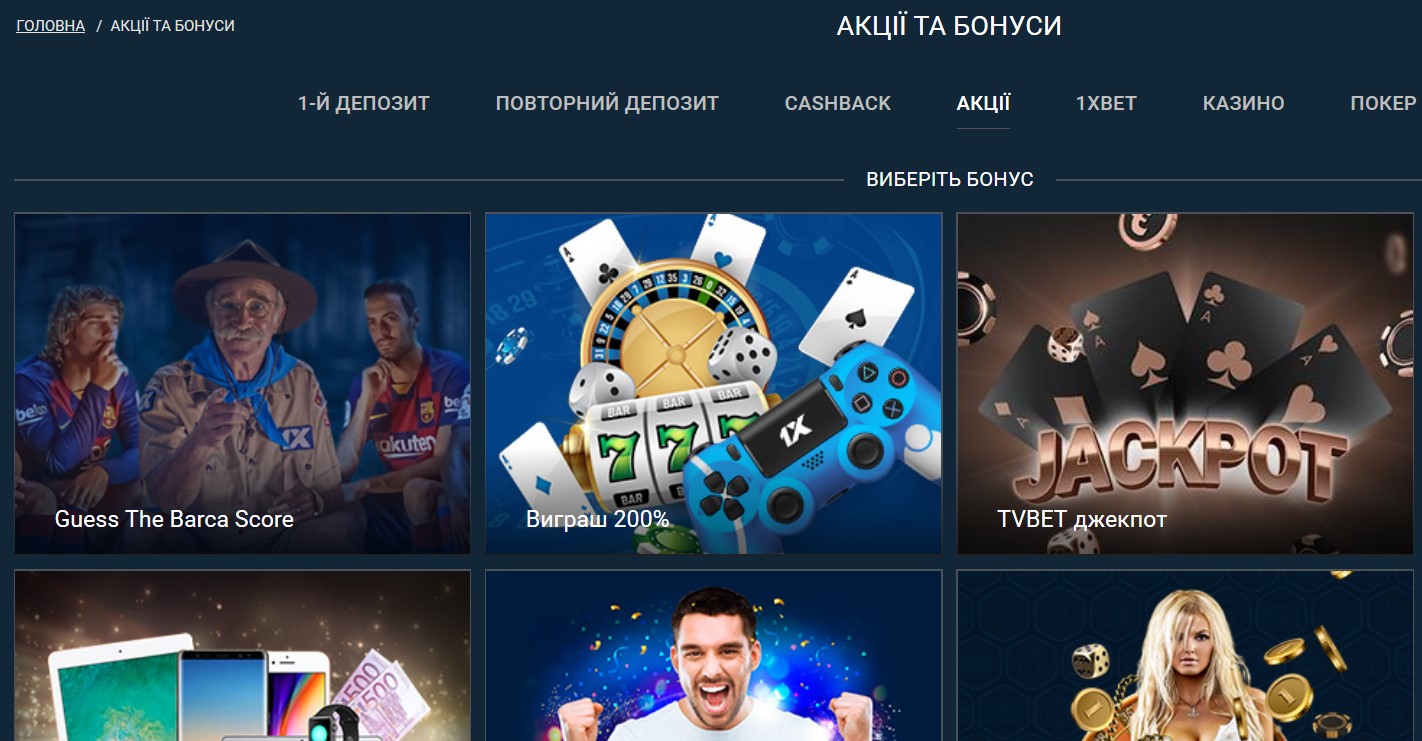 ГОЛОВНА / АКЦІЇ ТА БОНУСИ
АКЦІЇ ТА БОНУСИ
1-Й ДЕПОЗИТ ПОВТОРНИЙ ДЕПОЗИТ CASHBACK АКЦІЇ 1XBET КАЗИНО ПОКЕР
ВИБЕРІТЬ БОНУС
beko
1X
rakuten
Guess The Barca Score
BAR BAR BAR
7 7 7
BAR BAR
1X
Виграш 200%
JACKPOT
TVBET джекпот
500
500